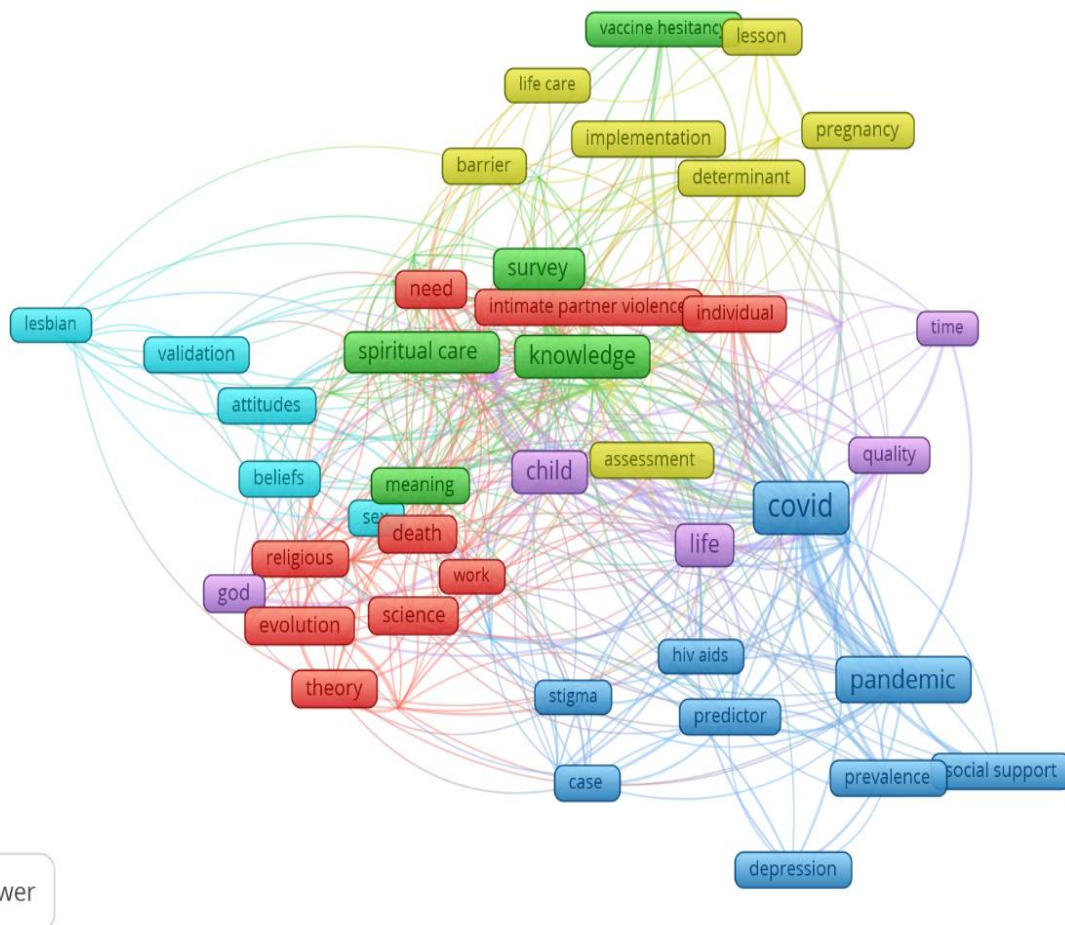 vaccine hesitancy
lesson
life care
implementation
pregnancy
barrier
determinant
survey
need
intimate partner violence
individual
lesbian
time
validation
spiritual care
knowledge
attitudes
quality
assessment
child
beliefs
meaning
covid
sex
death
life
religious
work
god
science
evolution
hiv aids
pandemic
theory
stigma
predictor
social support
prevalence
case
depression
wer